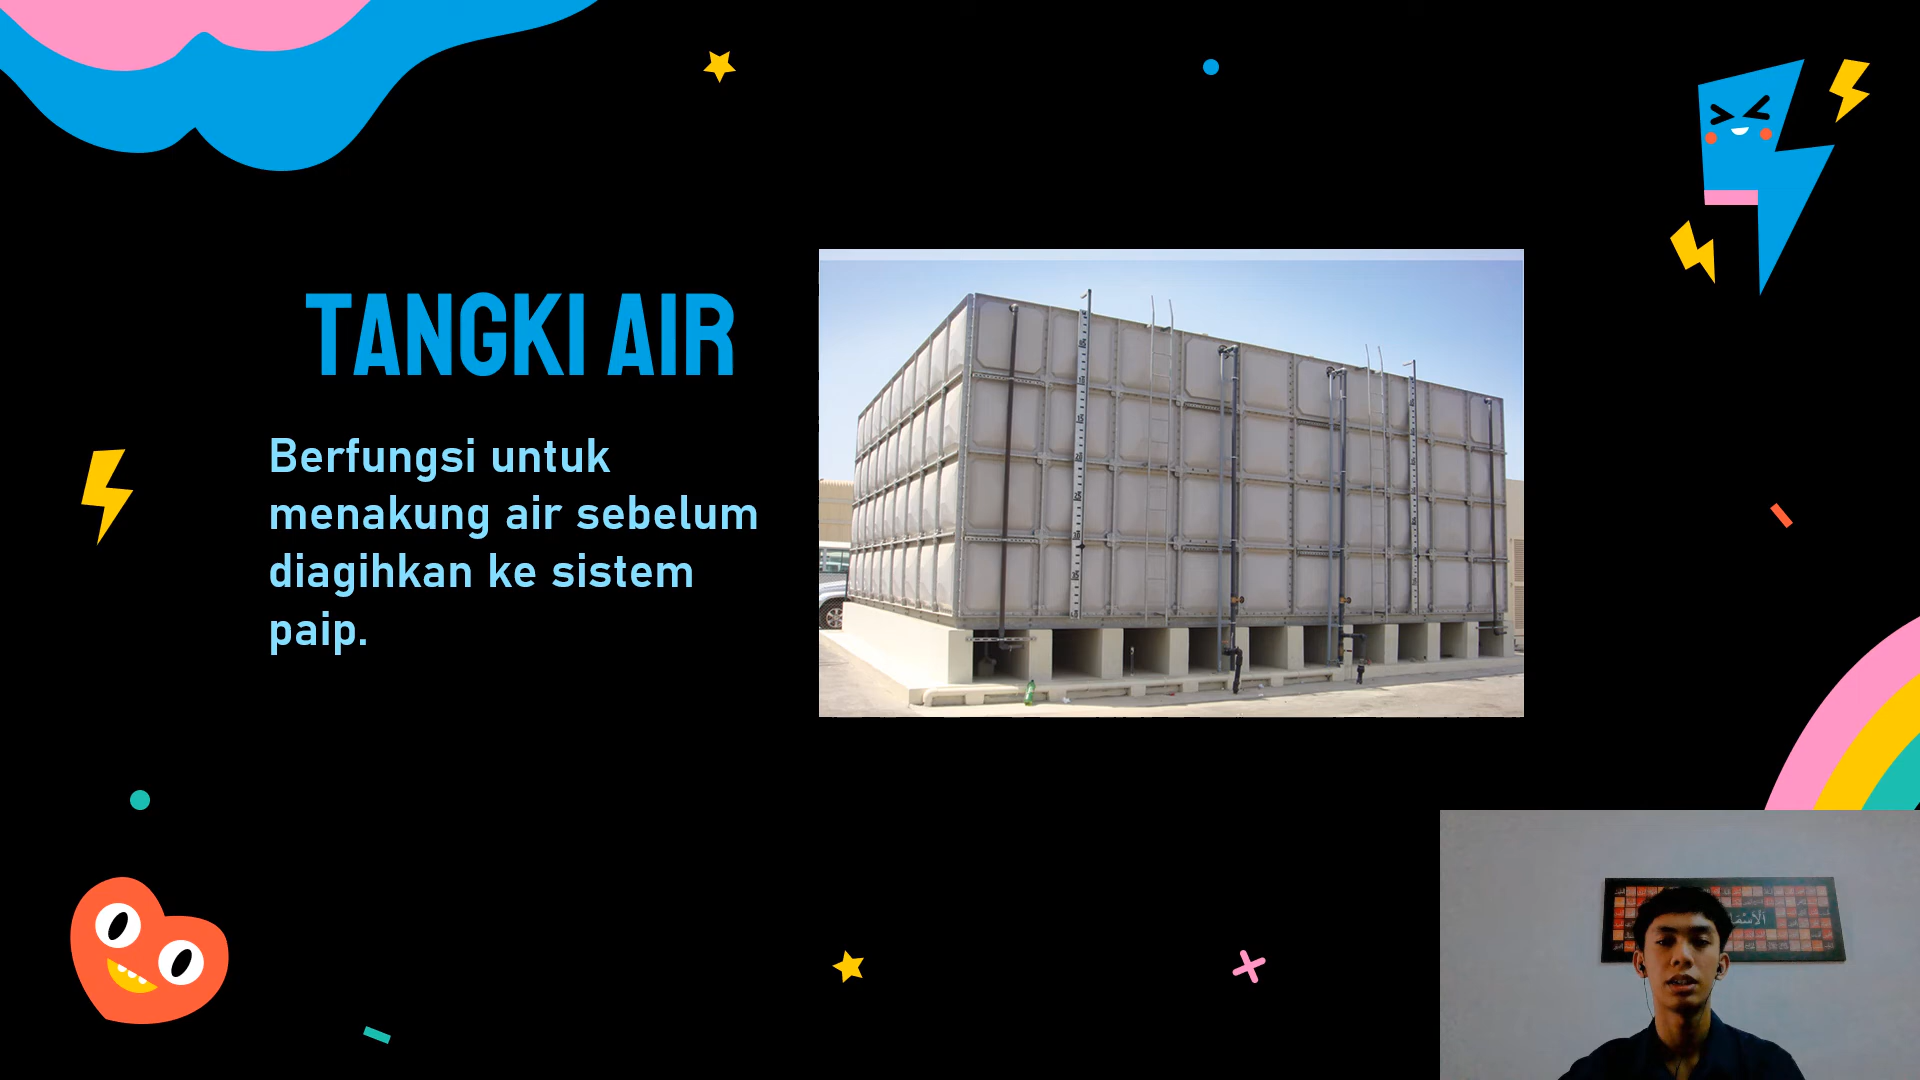 TANGKI AIR
Berfungsi untuk
menakung air sebelum
diagihkan ke sistem
paip.